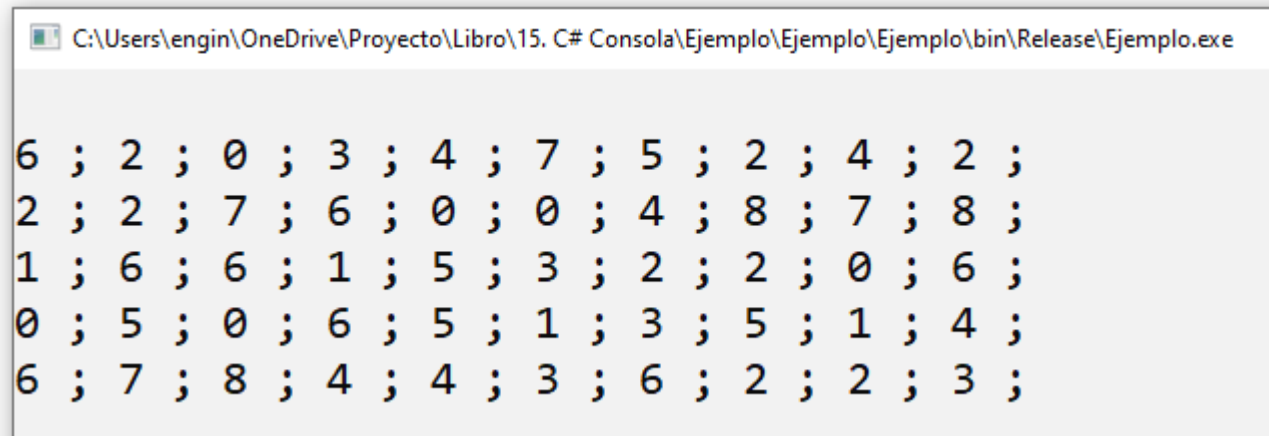 C:\Users\engin\OneDrive\Proyecto\Libro\15. C# Consola\Ejemplo\Ejemplo\Ejemplo\bin\Release\Ejemplo.exe
6 ; 2 ; 0 ; 3 ; 4 ; 7 ; 5 ; 2 ; 4 ; 2 ;
2 ; 2 ; 7 ; 6 ; 0 ; 0 ; 4 ; 8 ; 7 ; 8 ;
1 ; 6 ; 6 ; 1 ; 5 ; 3 ; 2 ; 2 ; 0 ; 6 ;
0 ; 5 ; 0 ; 6 ; 5 ; 1 ; 3 ; 5 ; 1 ; 4 ;
6 ; 7 ; 8 ; 4 ; 4 ; 3 ; 6 ; 2 ; 2 ; 3 ;